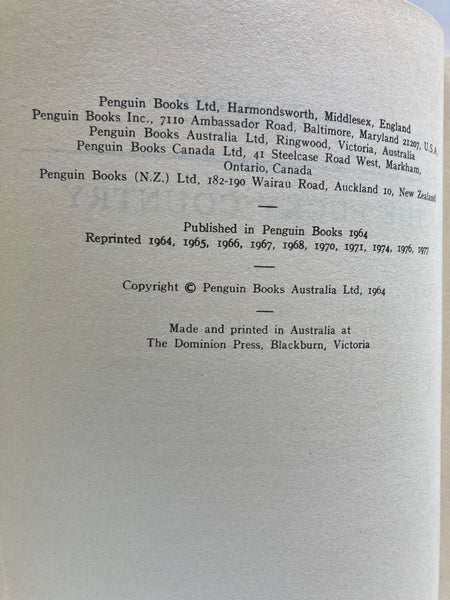 Penguin Books Ltd, Harmondsworth, Middlesex, England
Penguin Books Inc., 7110 Ambassador Road, Baltimore, Maryland 21207, U.S.A.
Penguin Books Australia Ltd, Ringwood, Victoria, Australia
Penguin Books Canada Ltd, 41 Steelcase Road West, Markham,
Ontario, Canada
Penguin Books (N.Z.) Ltd, 182-190 Wairau Road, Auckland 10, New Zealand
—
Published in Penguin Books 1964
Reprinted 1964, 1965, 1966, 1967, 1968, 1970, 1971, 1974, 1976, 1977
—
Copyright © Penguin Books Australia Ltd, 1964
—
Made and printed in Australia at
The Dominion Press, Blackburn, Victoria